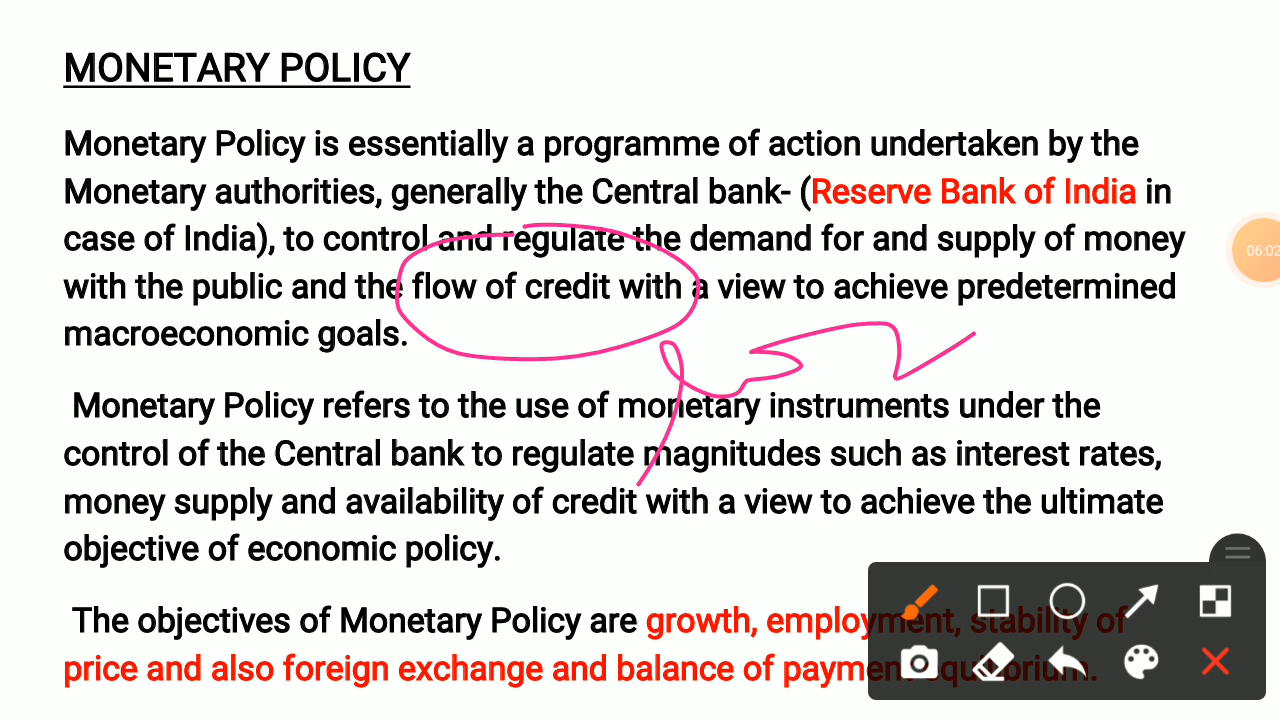 MONETARY POLICY
Monetary Policy is essentially a programme of action undertaken by the
Monetary authorities, generally the Central bank- (Reserve Bank of India in
case of India), to control and regulate the demand for and supply of money
with the public and the flow of credit with a view to achieve predetermined
macroeconomic goals.
Monetary Policy refers to the use of monetary instruments under the
control of the Central bank to regulate magnitudes such as interest rates,
money supply and availability of credit with a view to achieve the ultimate
objective of economic policy.
The objectives of Monetary Policy are growth, employment, stability of
price and also foreign exchange and balance of payment equilibrium.
06:02